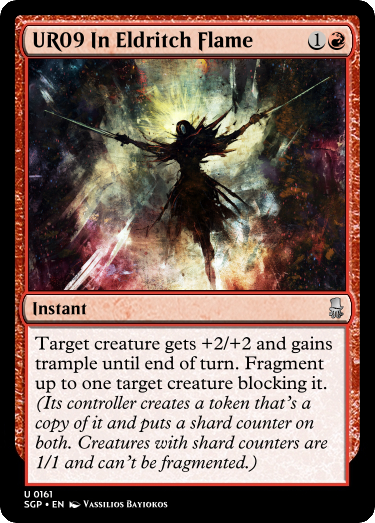 UR09 In Eldritch Flame 1
Instant
Target creature gets +2/+2 and gains
trample until end of turn. Fragment
up to one target creature blocking it.
(Its controller creates a token that's a
copy of it and puts a shard counter on
both. Creatures with shard counters are
1/1 and can't be fragmented.)
U 0161
SGP • EN Vassilios Bayiokos